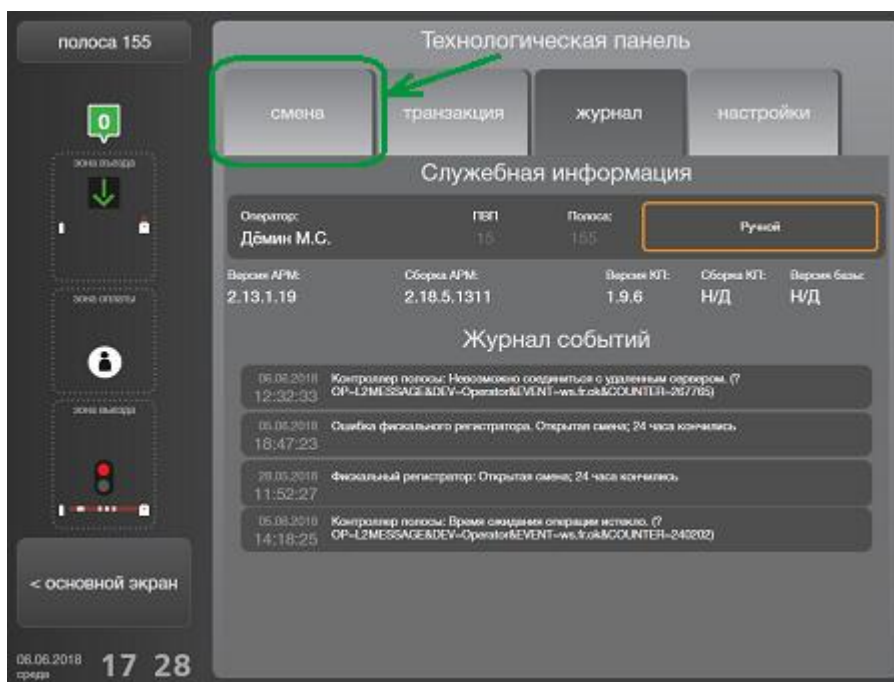 полоса 155
Технологическая панель
смена
транзакция
журнал
настройки
0
зона въезда
Служебная информация
Оператор:
ПВП
Полоса:
Ручной
Дёмин М.С.
15
155
Версия АРМ:
Сборка АРМ:
Версия КП:
Сборка КП:
Версия базы:
2.13.1.19
2.18.5.1311
1.9.6
Н/Д
Н/Д
зона оплаты
Журнал событий
06.06.2018
Контроллер полосы: Невозможно соединиться с удаленным сервером. (?
12:32:33
OP=L2MESSAGE&DEV=Operator&EVENT=ws.fr.ok&COUNTER=267765)
зона выезда
05.06.2018
Ошибка фискального регистратора. Открытая смена; 24 часа кончились
18:47:23
Фискальный регистратор: Открытая смена; 24 часа кончились
11:52:27
Контроллер полосы: Время ожидания операции истекло. (?
14:18:25
OP=L2MESSAGE&DEV=Operator&EVENT=ws.fr.ok&COUNTER=240202)
< основной экран
06.06.2018
среда
17 28